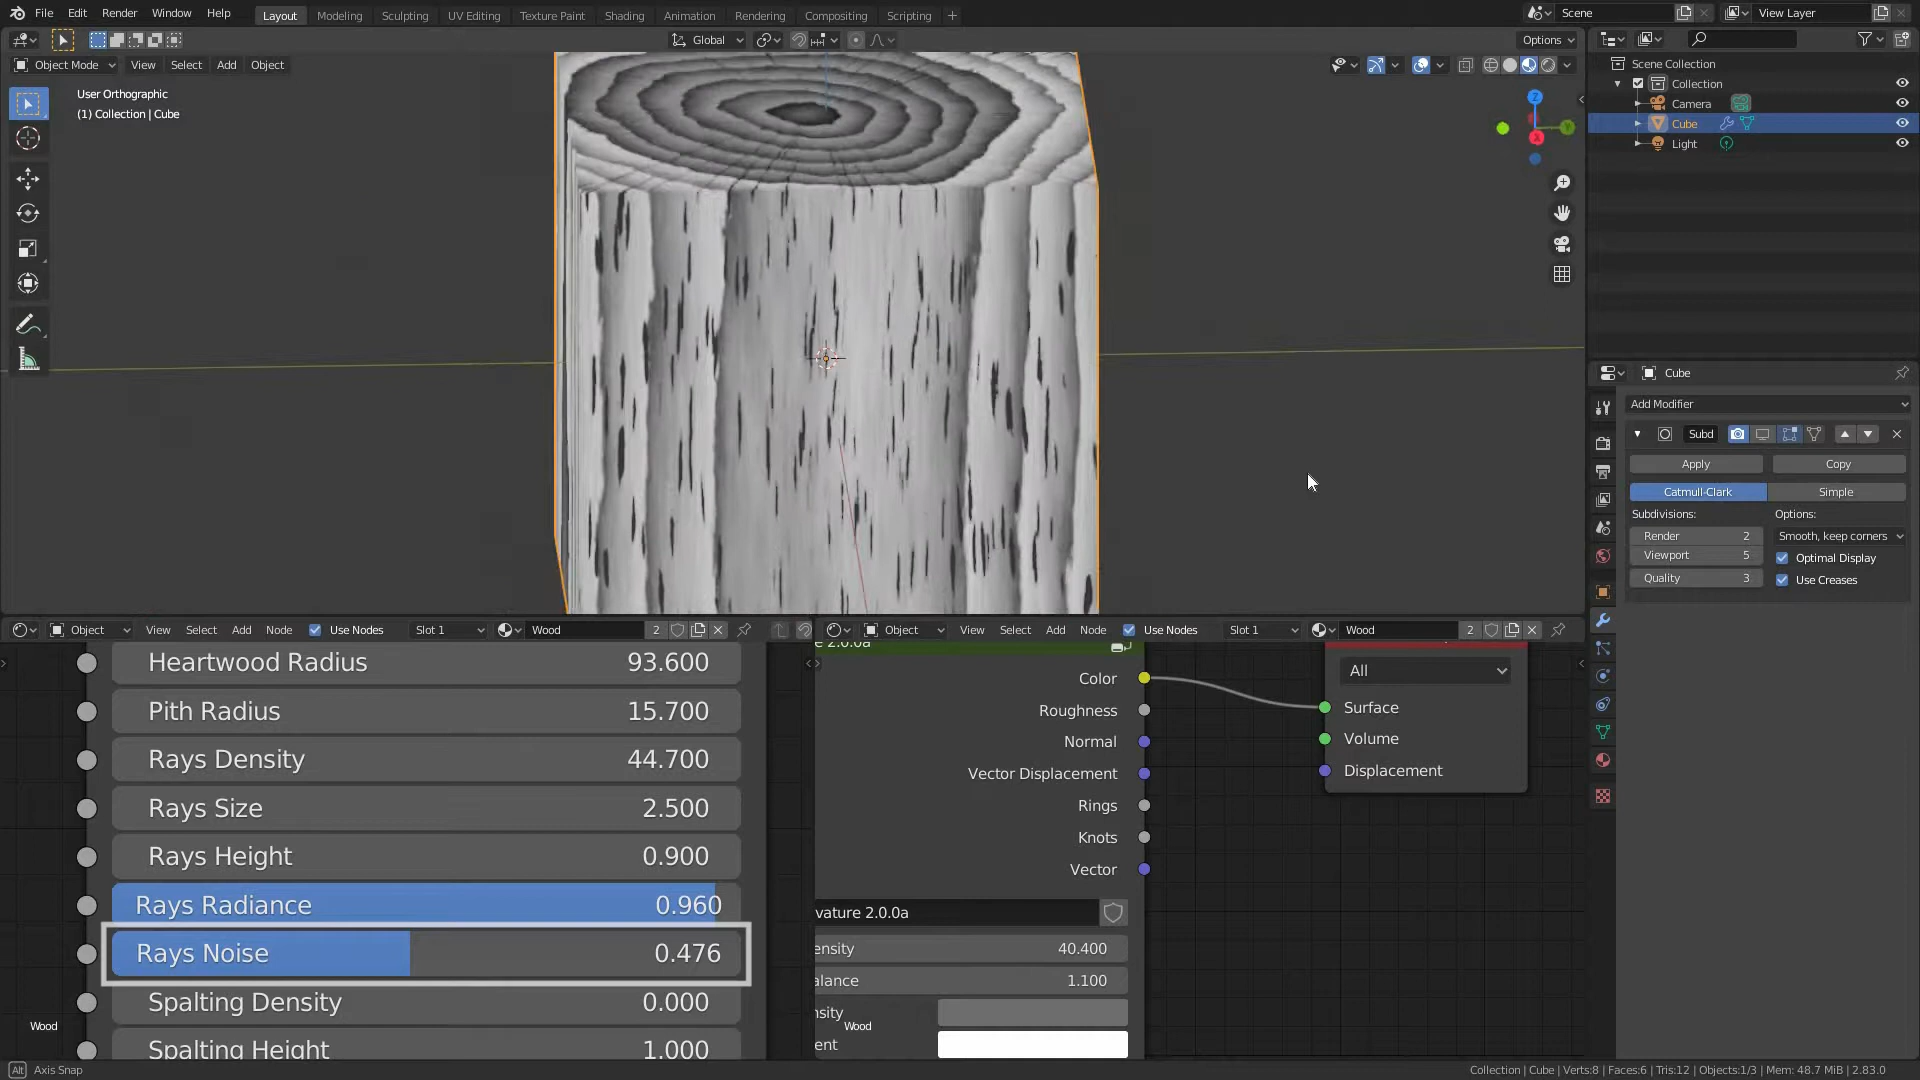 File Edit Render Window Help
Layout Modeling Sculpting UV Editing Texture Paint Shading Animation Rendering Compositing Scripting +
Scene
View Layer
Global
Options
Object Mode View Select Add Object
User Orthographic
(1) Collection | Cube
Z
Y
X
Scene Collection
Collection
Camera
Cube
Light
Cube
Add Modifier
Subd
Apply Copy
Catmull-Clark Simple
Subdivisions: Options:
Render 2 Smooth, keep corners
Viewport 5 Optimal Display
Quality 3 Use Creases
Object View Select Add Node Use Nodes Slot 1 Wood 2
Heartwood Radius 93.600
Pith Radius 15.700
Rays Density 44.700
Rays Size 2.500
Rays Height 0.900
Rays Radiance 0.960
Rays Noise 0.476
Spalting Density 0.000
Spalting Height 1.000
Wood
Object View Select Add Node Use Nodes Slot 1 Wood 2
e 2.0.0a
Color
Roughness
Normal
Vector Displacement
Rings
Knots
Vector
vature 2.0.0a
ensity 40.400
alance 1.100
nsity
ent
Wood
All
Surface
Volume
Displacement
Alt Axis Snap
Collection | Cube | Verts:8 | Faces:6 | Tris:12 | Objects:1/3 | Mem: 48.7 MiB | 2.83.0